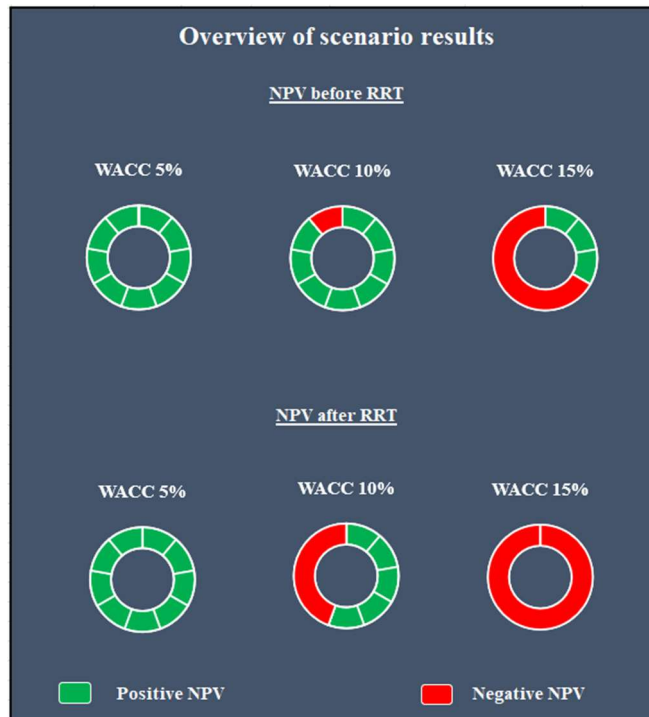 Overview of scenario results
NPV before RRT
WACC 5%
WACC 10%
WACC 15%
NPV after RRT
WACC 5%
WACC 10%
WACC 15%
Positive NPV
Negative NPV